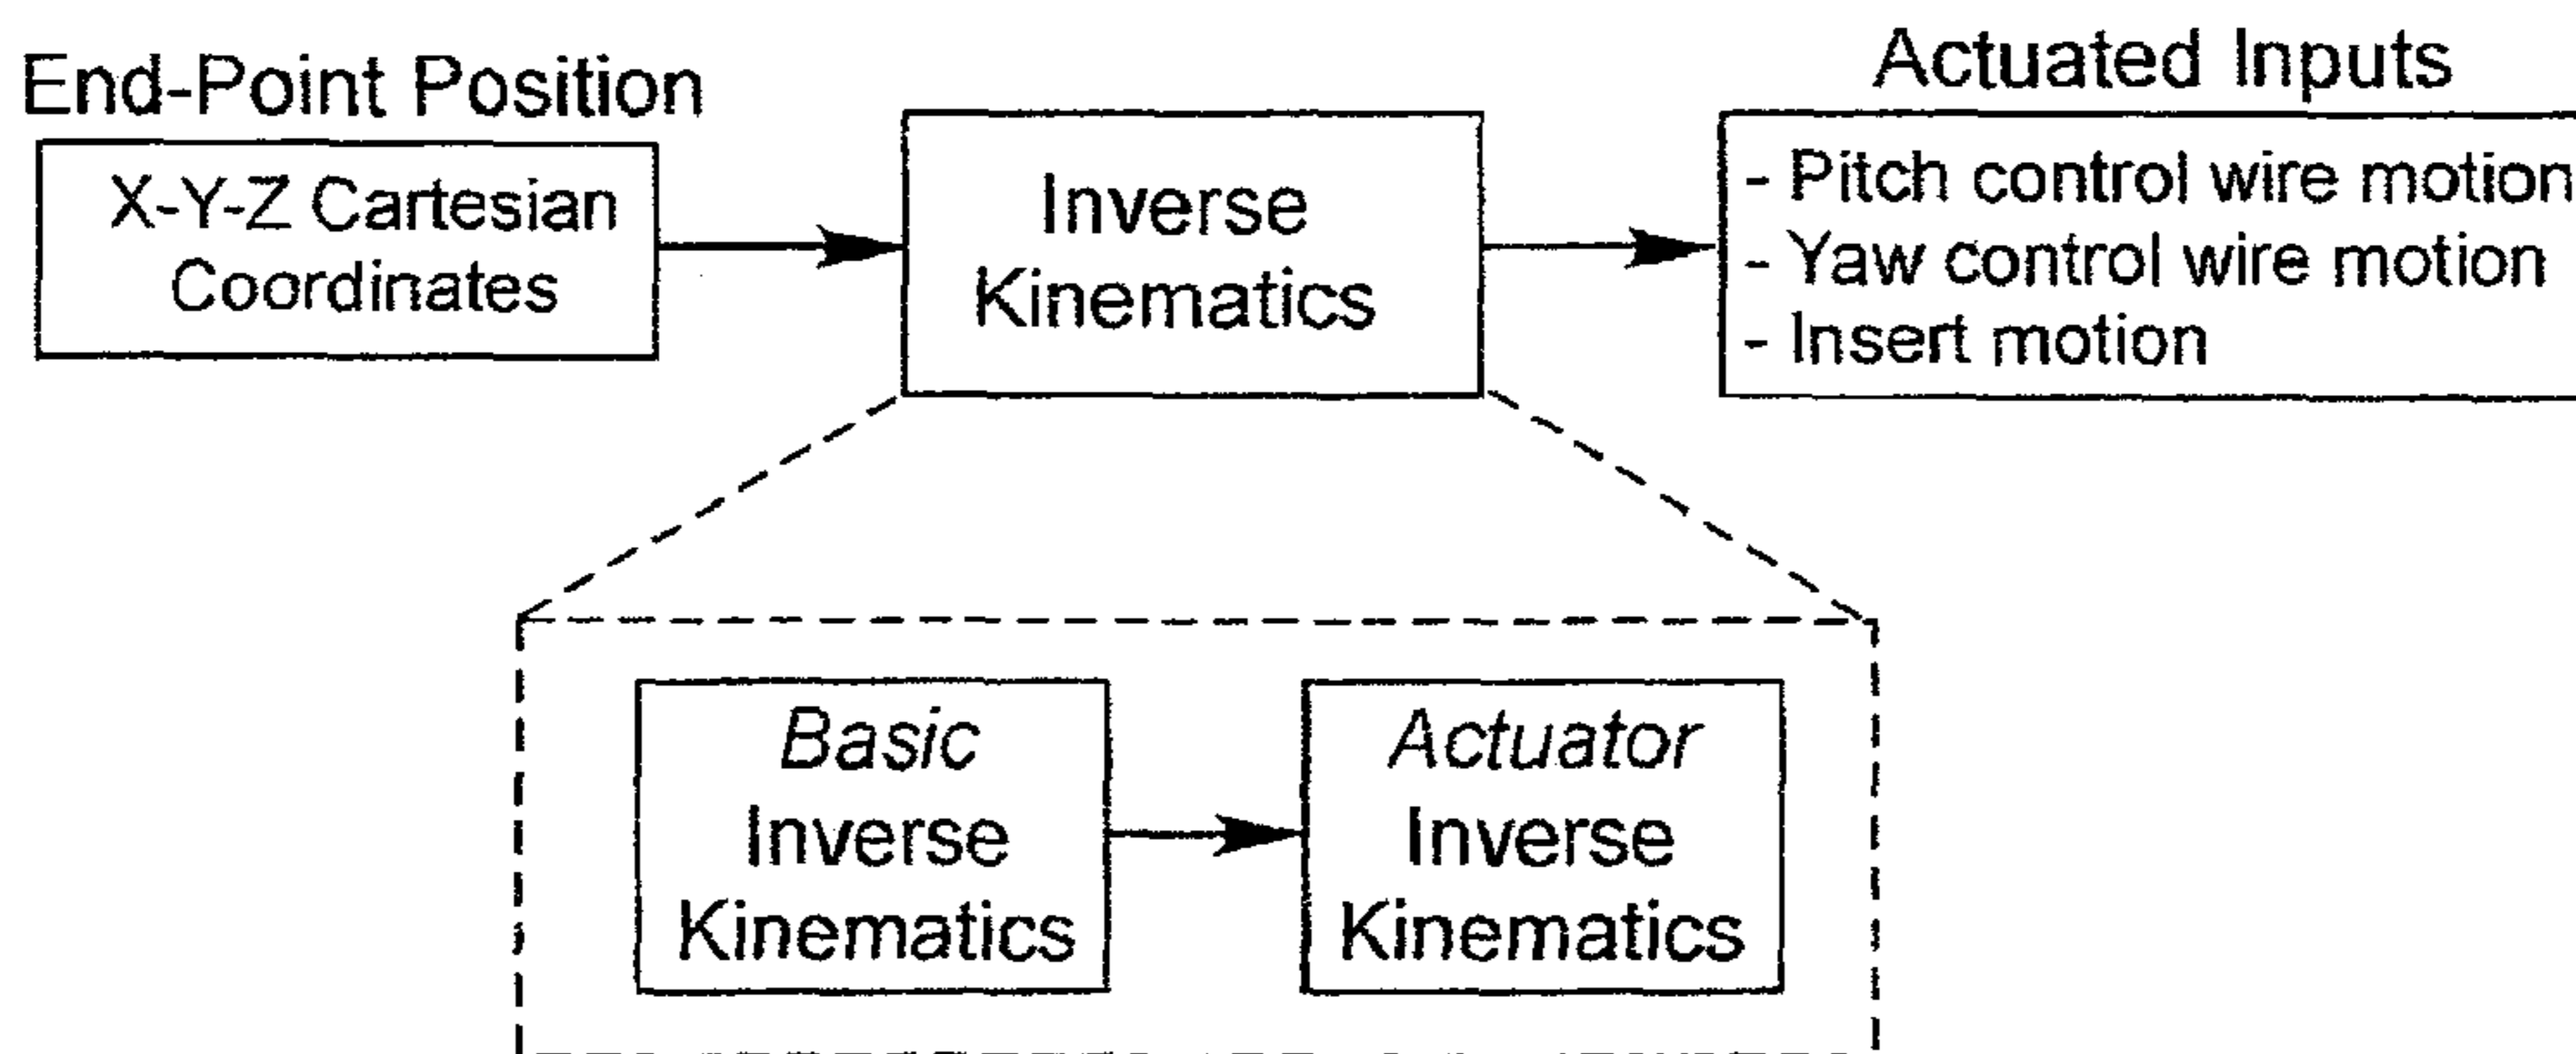 End-Point Position
X-Y-Z Cartesian
Coordinates
Inverse
Kinematics
Actuated Inputs
- Pitch control wire motion
- Yaw control wire motion
- Insert motion
Basic
Inverse
Kinematics
Actuator
Inverse
Kinematics